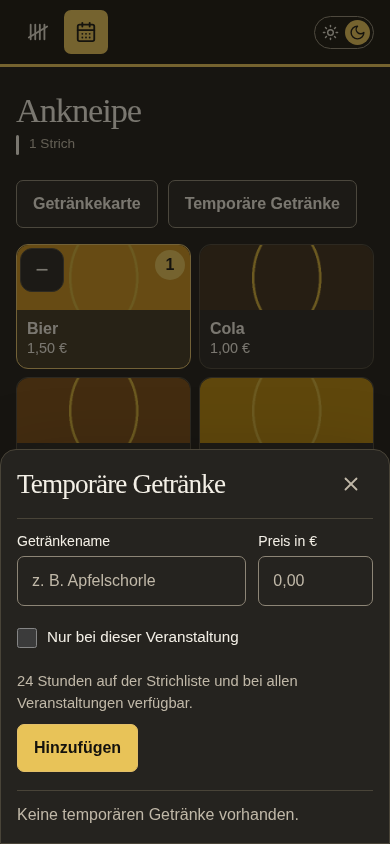 Ankneipe
1 Strich
Getränkekarte
Temporäre Getränke
−
1
Bier
1,50 €
Cola
1,00 €
Temporäre Getränke
Getränkename
Preis in €
z. B. Apfelschorle
0,00
Nur bei dieser Veranstaltung
24 Stunden auf der Strichliste und bei allen
Veranstaltungen verfügbar.
Hinzufügen
Keine temporären Getränke vorhanden.